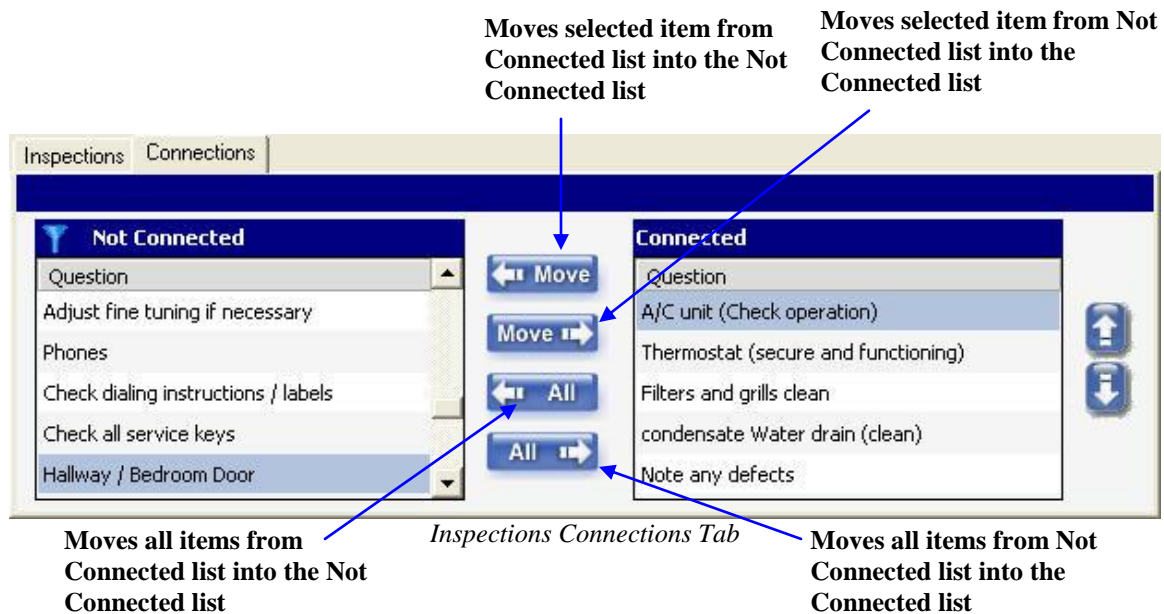 Moves selected item from
Connected list into the Not
Connected list
Moves selected item from Not
Connected list into the
Connected list
Inspections
Connections
Not Connected
Question
Adjust fine tuning if necessary
Phones
Check dialing instructions / labels
Check all service keys
Hallway / Bedroom Door
Move
Move
All
All
Connected
Question
A/C unit (Check operation)
Thermostat (secure and functioning)
Filters and grills clean
condensate Water drain (clean)
Note any defects
Inspections Connections Tab
Moves all items from
Connected list into the Not
Connected list
Moves all items from Not
Connected list into the
Connected list